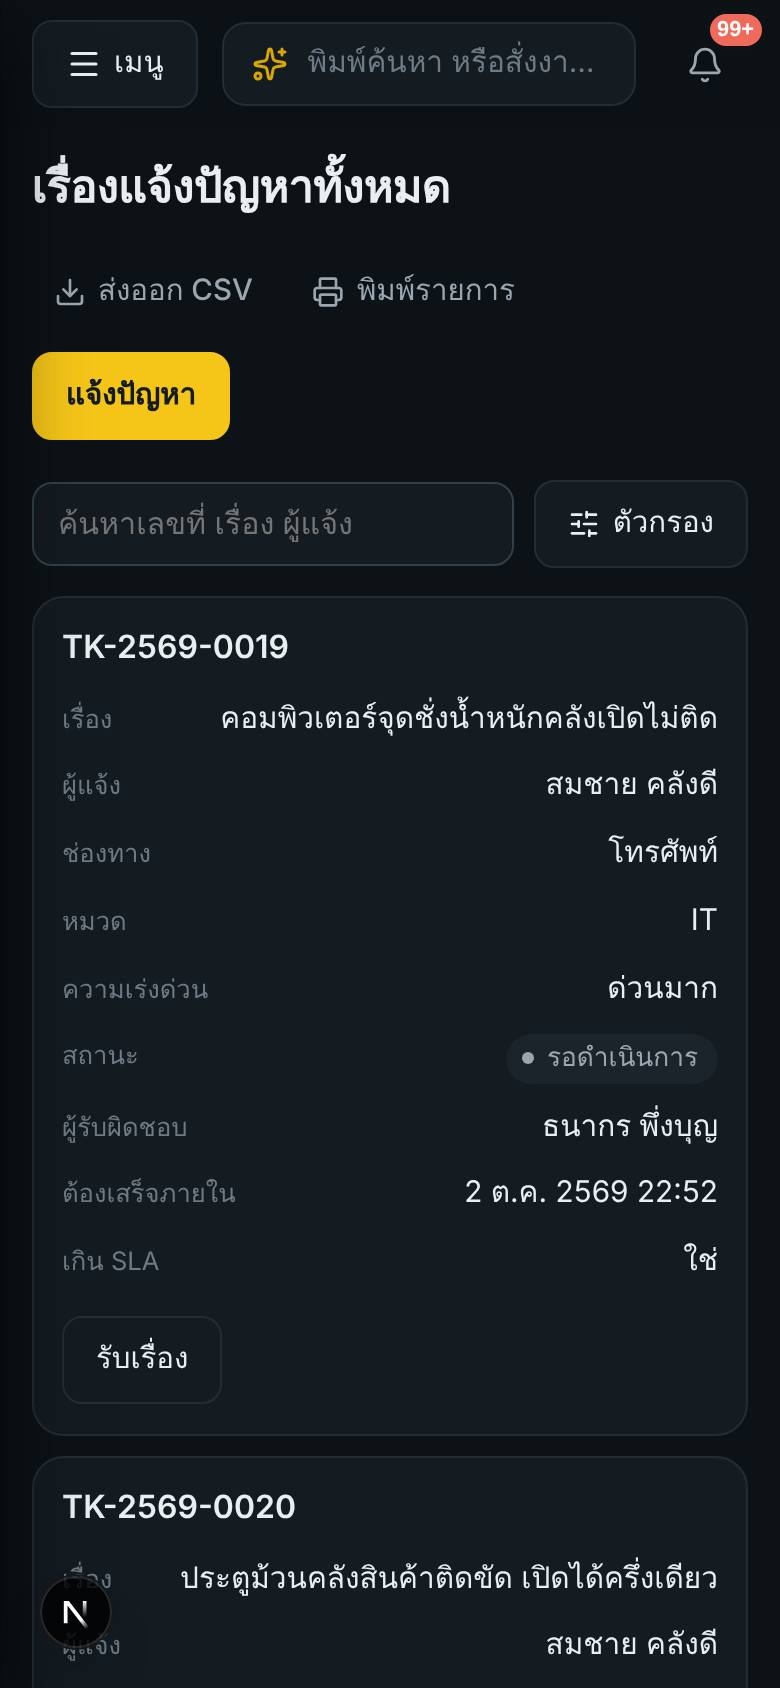 เมนู
พิมพ์ค้นหา หรือสั่งงา...
99+
เรื่องแจ้งปัญหาทั้งหมด
ส่งออก CSV
พิมพ์รายการ
แจ้งปัญหา
ค้นหาเลขที่ เรื่อง ผู้แจ้ง
ตัวกรอง
TK-2569-0019
เรื่อง คอมพิวเตอร์จุดชั่งน้ำหนักคลังเปิดไม่ติด
ผู้แจ้ง สมชาย คลังดี
ช่องทาง โทรศัพท์
หมวด IT
ความเร่งด่วน ด่วนมาก
สถานะ รอดำเนินการ
ผู้รับผิดชอบ ธนากร พึ่งบุญ
ต้องเสร็จภายใน 2 ต.ค. 2569 22:52
เกิน SLA ใช่
รับเรื่อง
TK-2569-0020
เรื่อง ประตูม้วนคลังสินค้าติดขัด เปิดได้ครึ่งเดียว
ผู้แจ้ง สมชาย คลังดี
N